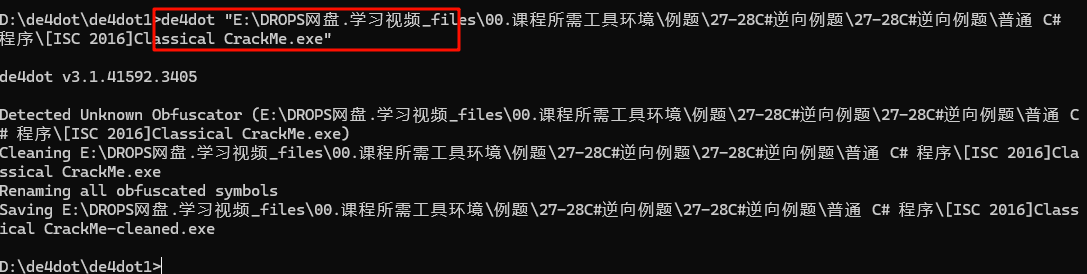 D:\de4dot\de4dot1>de4dot "E:\DROPS网盘.学习视频_files\00.课程所需工具环境\例题\27-28C#逆向例题\27-28C#逆向例题\普通 C#
程序\[ISC 2016]Classical CrackMe.exe"
de4dot v3.1.41592.3405
Detected Unknown Obfuscator (E:\DROPS网盘.学习视频_files\00.课程所需工具环境\例题\27-28C#逆向例题\27-28C#逆向例题\普通 C
# 程序\[ISC 2016]Classical CrackMe.exe)
Cleaning E:\DROPS网盘.学习视频_files\00.课程所需工具环境\例题\27-28C#逆向例题\27-28C#逆向例题\普通 C# 程序\[ISC 2016]Cla
ssical CrackMe.exe
Renaming all obfuscated symbols
Saving E:\DROPS网盘.学习视频_files\00.课程所需工具环境\例题\27-28C#逆向例题\27-28C#逆向例题\普通 C# 程序\[ISC 2016]Class
ical CrackMe-cleaned.exe
D:\de4dot\de4dot1>